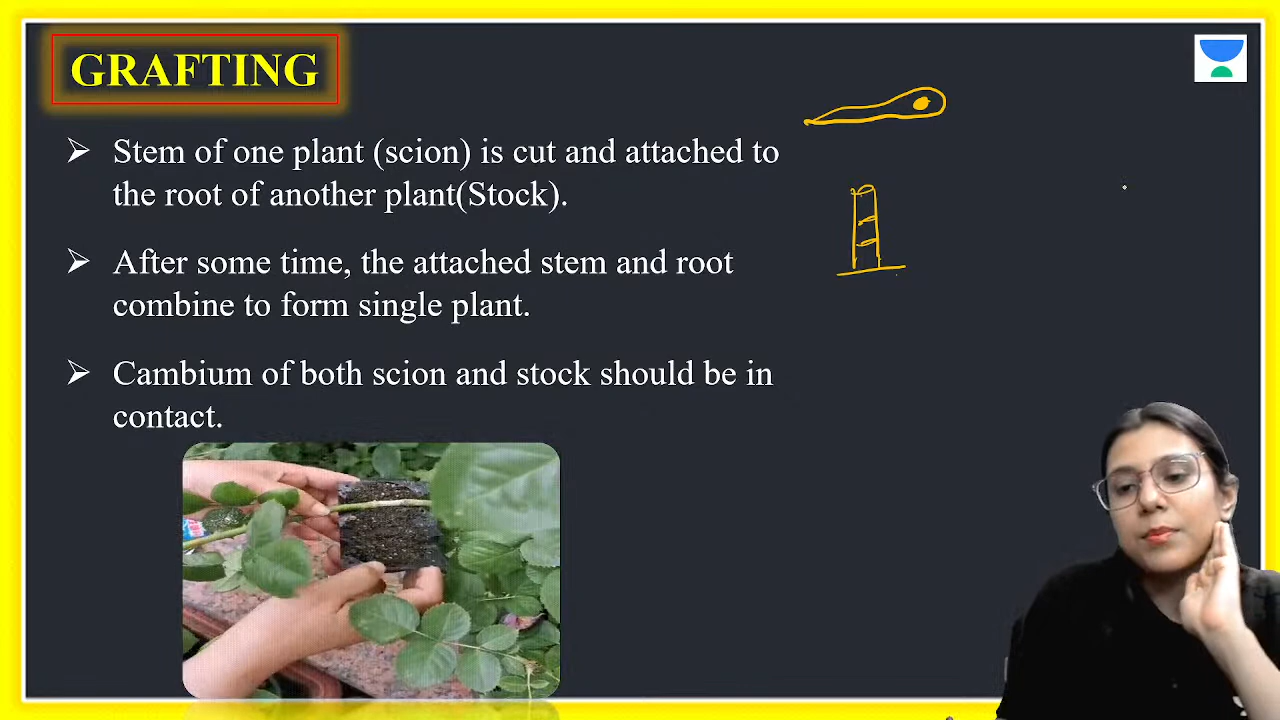 GRAFTING
➢ Stem of one plant (scion) is cut and attached to
the root of another plant(Stock).
➢ After some time, the attached stem and root
combine to form single plant.
➢ Cambium of both scion and stock should be in
contact.